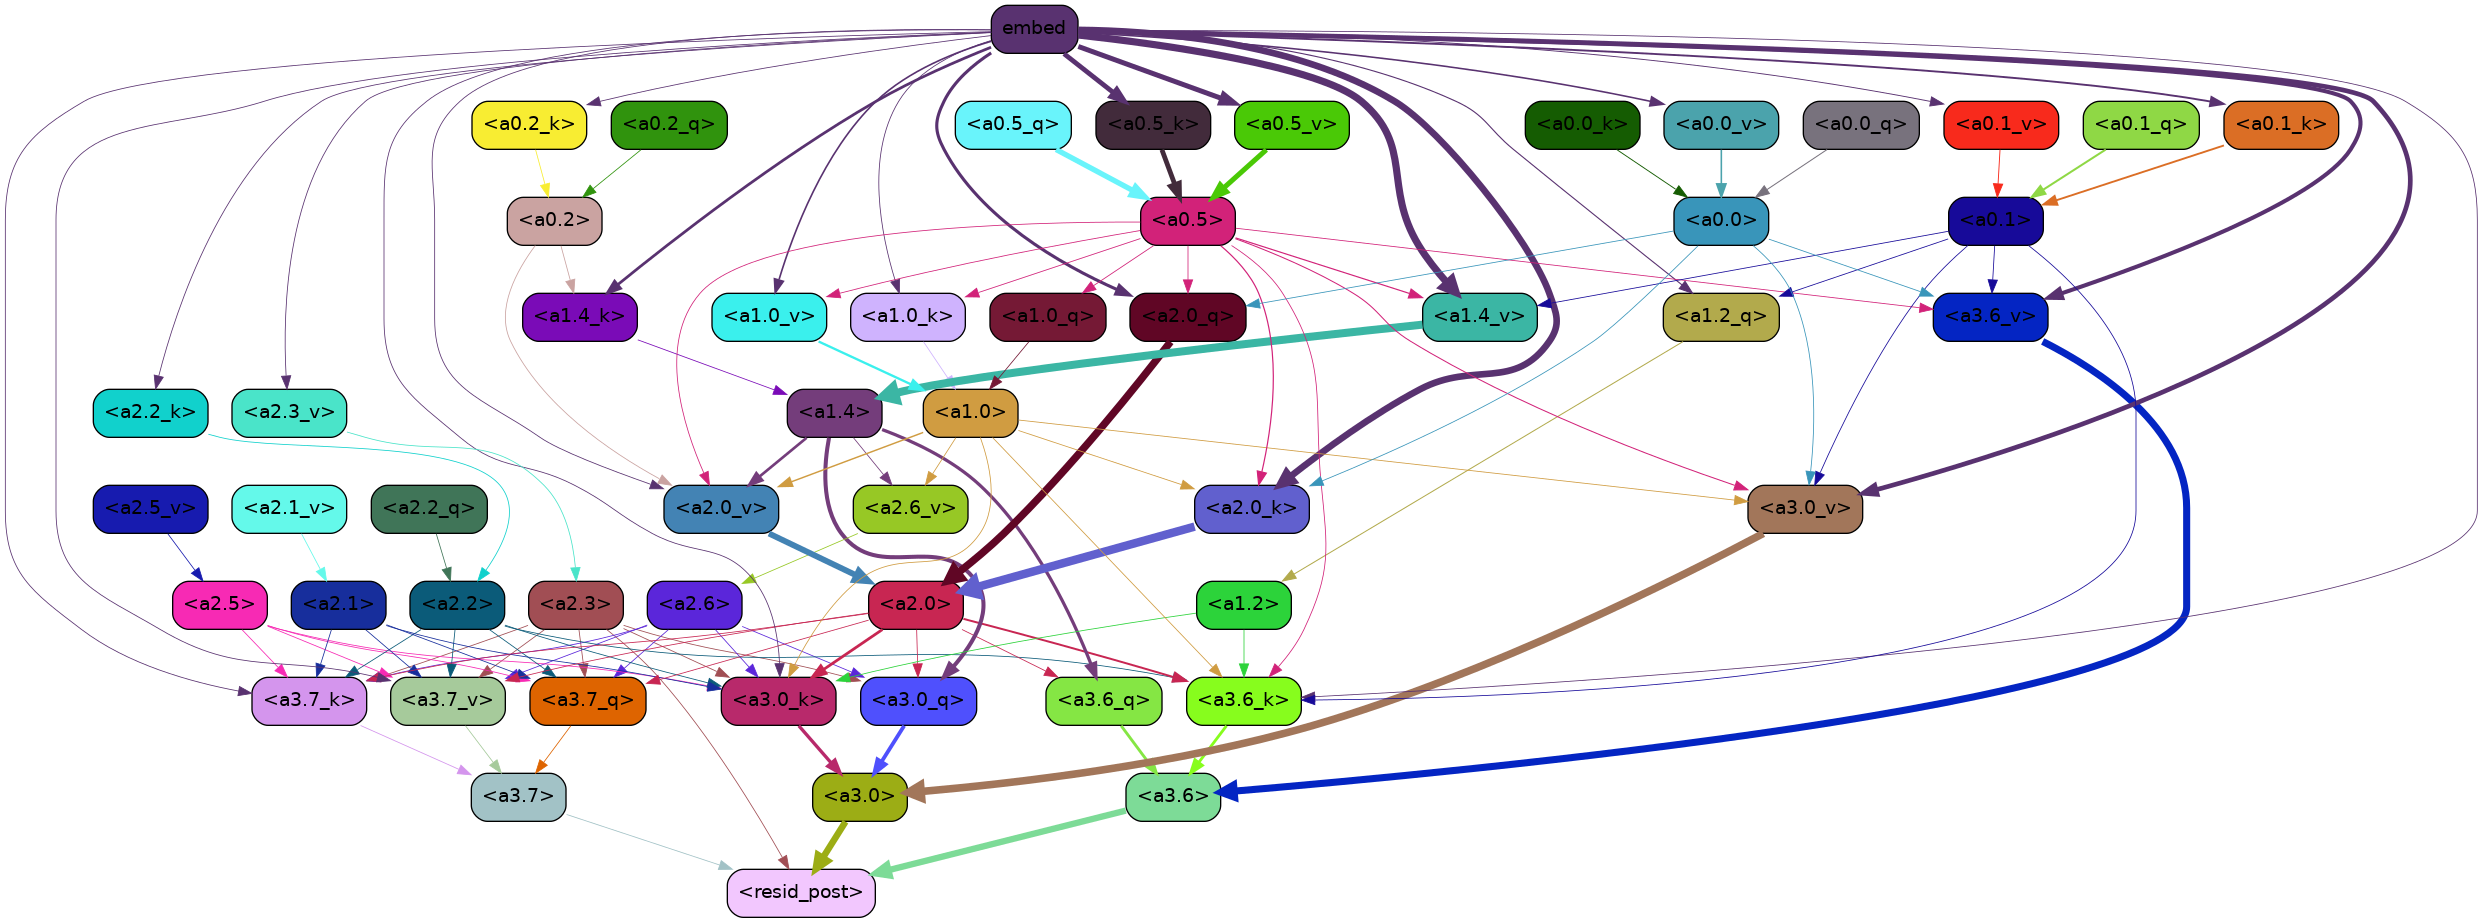 embed
<a0.2_k>
<a0.2_q>
<a0.5_q>
<a0.5_k>
<a0.5_v>
<a0.0_k>
<a0.0_v>
<a0.0_q>
<a0.1_v>
<a0.1_q>
<a0.1_k>
<a0.2>
<a0.5>
<a0.0>
<a0.1>
<a1.4_k>
<a1.0_v>
<a1.0_k>
<a1.0_q>
<a2.0_q>
<a1.4_v>
<a1.2_q>
<a3.6_v>
<a2.2_k>
<a2.3_v>
<a1.4>
<a1.0>
<a2.5_v>
<a2.1_v>
<a2.2_q>
<a2.0_v>
<a2.6_v>
<a2.0_k>
<a3.0_v>
<a2.5>
<a2.1>
<a2.2>
<a2.3>
<a2.6>
<a2.0>
<a1.2>
<a3.7_k>
<a3.7_v>
<a3.7_q>
<a3.0_k>
<a3.0_q>
<a3.6_q>
<a3.6_k>
<a3.7>
<a3.0>
<a3.6>
<resid_post>